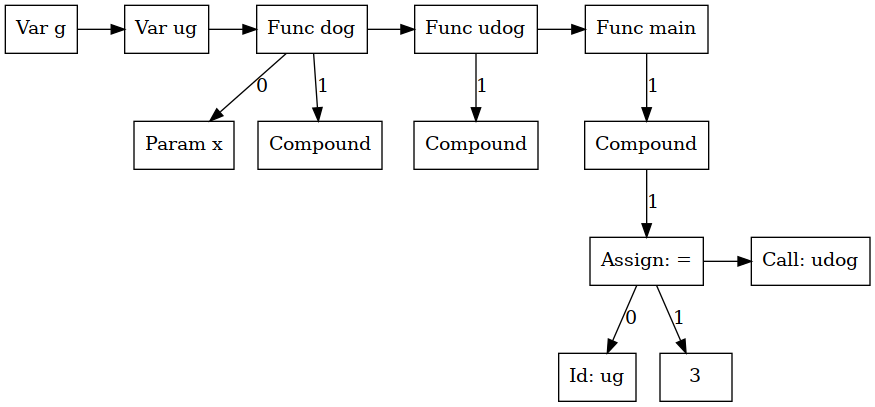 Var g
Var ug
Func dog
Func udog
Func main
0
1
1
1
Param x
Compound
Compound
Compound
1
Assign: =
Call: udog
0
1
Id: ug
3